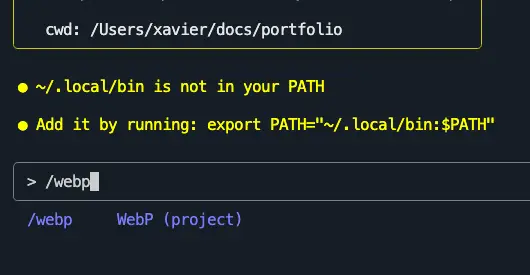 cwd: /Users/xavier/docs/portfolio
● ~/.local/bin is not in your PATH
● Add it by running: export PATH="~/.local/bin:$PATH"
> /webp
/webp WebP (project)